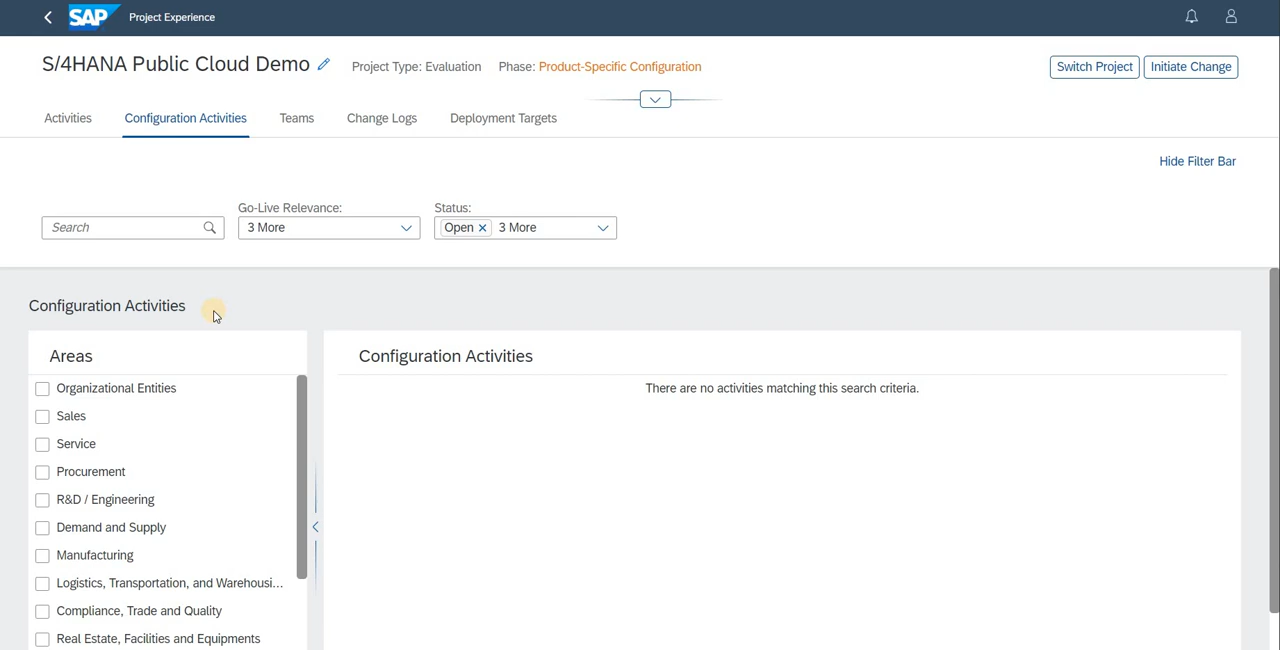 SAP Project Experience
S/4HANA Public Cloud Demo Project Type: Evaluation Phase: Product-Specific Configuration Switch Project Initiate Change
Activities Configuration Activities Teams Change Logs Deployment Targets
Hide Filter Bar
Go-Live Relevance: Status:
Search 3 More Open 3 More
Configuration Activities
Areas Configuration Activities
Organizational Entities There are no activities matching this search criteria.
Sales
Service
Procurement
R&D / Engineering
Demand and Supply
Manufacturing
Logistics, Transportation, and Warehousi...
Compliance, Trade and Quality
Real Estate, Facilities and Equipments